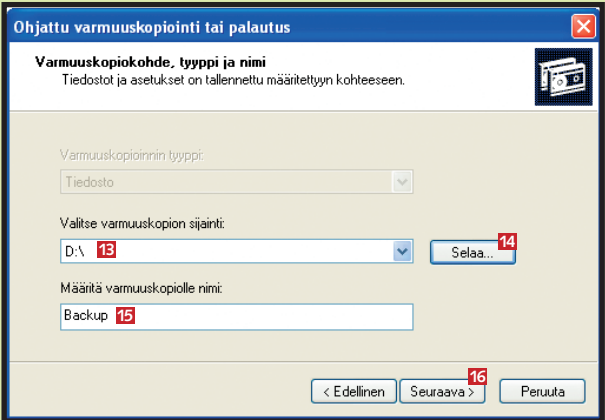 Ohjattu varmuuskopiointi tai palautus
Varmuuskopiokohde, tyyppi ja nimi
Tiedostot ja asetukset on tallennettu määritettyyn kohteeseen.
Varmuuskopioinnin tyyppi:
Tiedosto
Valitse varmuuskopion sijainti:
D:\ 13
Selaa... 14
Määritä varmuuskopiolle nimi:
Backup 15
< Edellinen Seuraava > 16 Peruuta